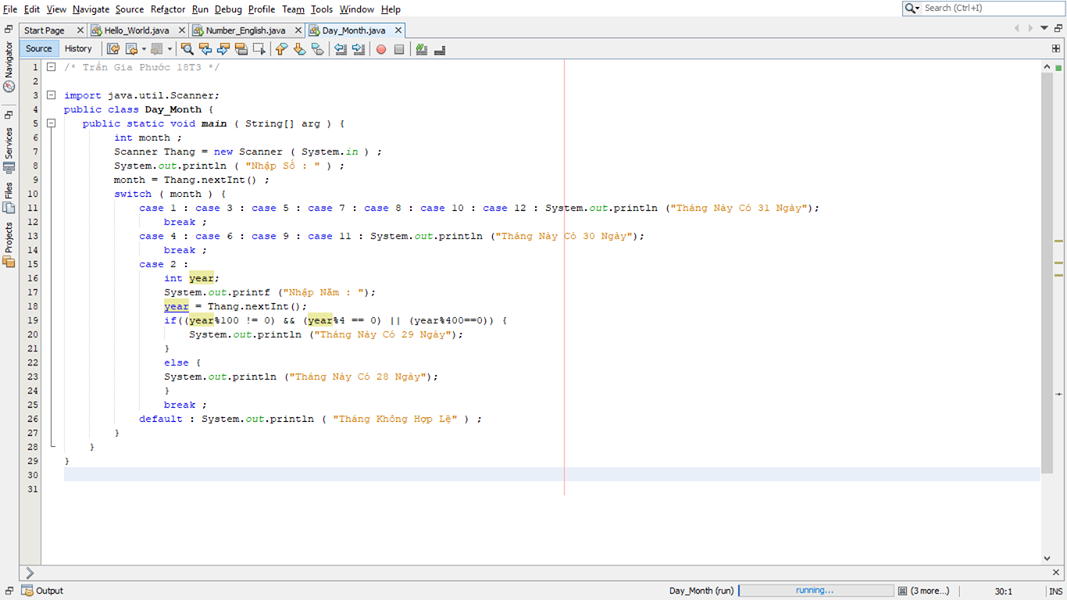 File Edit View Navigate Source Refactor Run Debug Profile Team Tools Window Help
Search (Ctrl+I)
Start Page Hello_World.java Number_English.java Day_Month.java
Source History
Navigator
Services
Files
Projects
1 /* Trần Gia Phước 18T3 */
2
3 import java.util.Scanner;
4 public class Day_Month {
5 public static void main ( String[] arg ) {
6 int month ;
7 Scanner Thang = new Scanner ( System.in ) ;
8 System.out.println ( "Nhập Số : " ) ;
9 month = Thang.nextInt() ;
10 switch ( month ) {
11 case 1 : case 3 : case 5 : case 7 : case 8 : case 10 : case 12 : System.out.println ("Tháng Này Có 31 Ngày");
12 break ;
13 case 4 : case 6 : case 9 : case 11 : System.out.println ("Tháng Này Có 30 Ngày");
14 break ;
15 case 2 :
16 int year;
17 System.out.printf ("Nhập Năm : ");
18 year = Thang.nextInt();
19 if((year%100 != 0) && (year%4 == 0) || (year%400==0)) {
20 System.out.println ("Tháng Này Có 29 Ngày");
21 }
22 else {
23 System.out.println ("Tháng Này Có 28 Ngày");
24 }
25 break ;
26 default : System.out.println ( "Tháng Không Hợp Lệ" ) ;
27 }
28 }
29 }
30
31
Output Day_Month (run) running... (3 more...) 30:1 INS